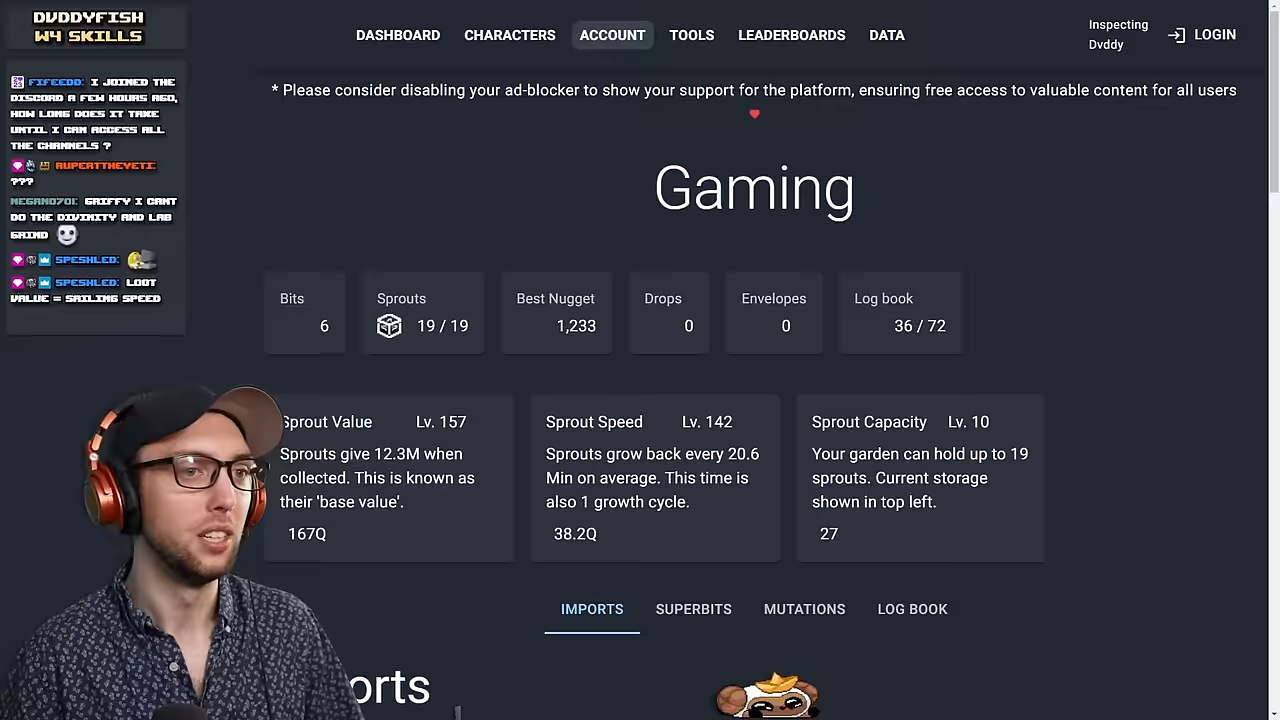 DVDDYFISH
W4 SKILLS
DASHBOARD CHARACTERS ACCOUNT TOOLS LEADERBOARDS DATA
Inspecting
Dvddy
LOGIN
FIFEEDD: I JOINED THE
DISCORD A FEW HOURS AGO,
HOW LONG DOES IT TAKE
UNTIL I CAN ACCESS ALL
THE CHANNELS ?
RUPERTTHEYETI:
???
NEGANO701: GRIFFY I CANT
DO THE DIVINITY AND LAB
GRIND
SPESHLED:
SPESHLED: LOOT
VALUE = SAILING SPEED
* Please consider disabling your ad-blocker to show your support for the platform, ensuring free access to valuable content for all users
Gaming
Bits
6
Sprouts
19 / 19
Best Nugget
1,233
Drops
0
Envelopes
0
Log book
36 / 72
Sprout Value Lv. 157
Sprouts give 12.3M when
collected. This is known as
their 'base value'.
167Q
Sprout Speed Lv. 142
Sprouts grow back every 20.6
Min on average. This time is
also 1 growth cycle.
38.2Q
Sprout Capacity Lv. 10
Your garden can hold up to 19
sprouts. Current storage
shown in top left.
27
IMPORTS SUPERBITS MUTATIONS LOG BOOK
orts